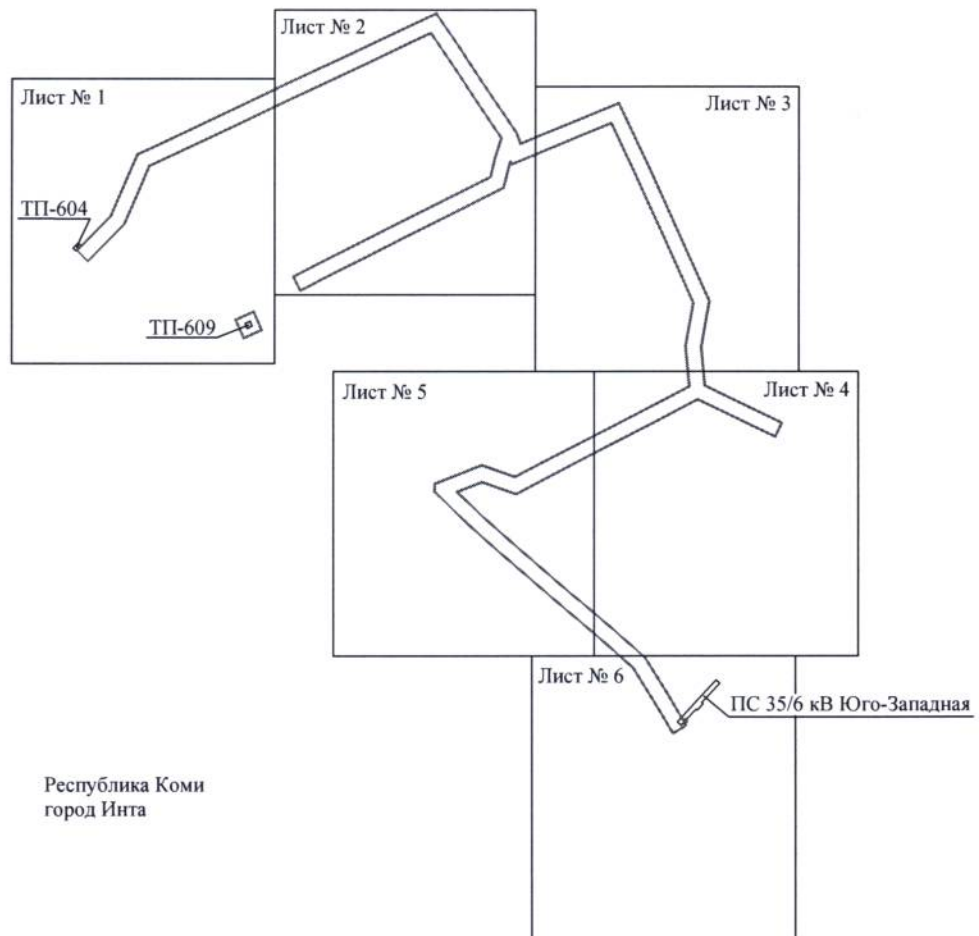 Лист № 2
Лист № 1
Лист № 3
ТП-604
ТП-609
Лист № 5
Лист № 4
Лист № 6
ПС 35/6 кВ Юго-Западная
Республика Коми
город Инта